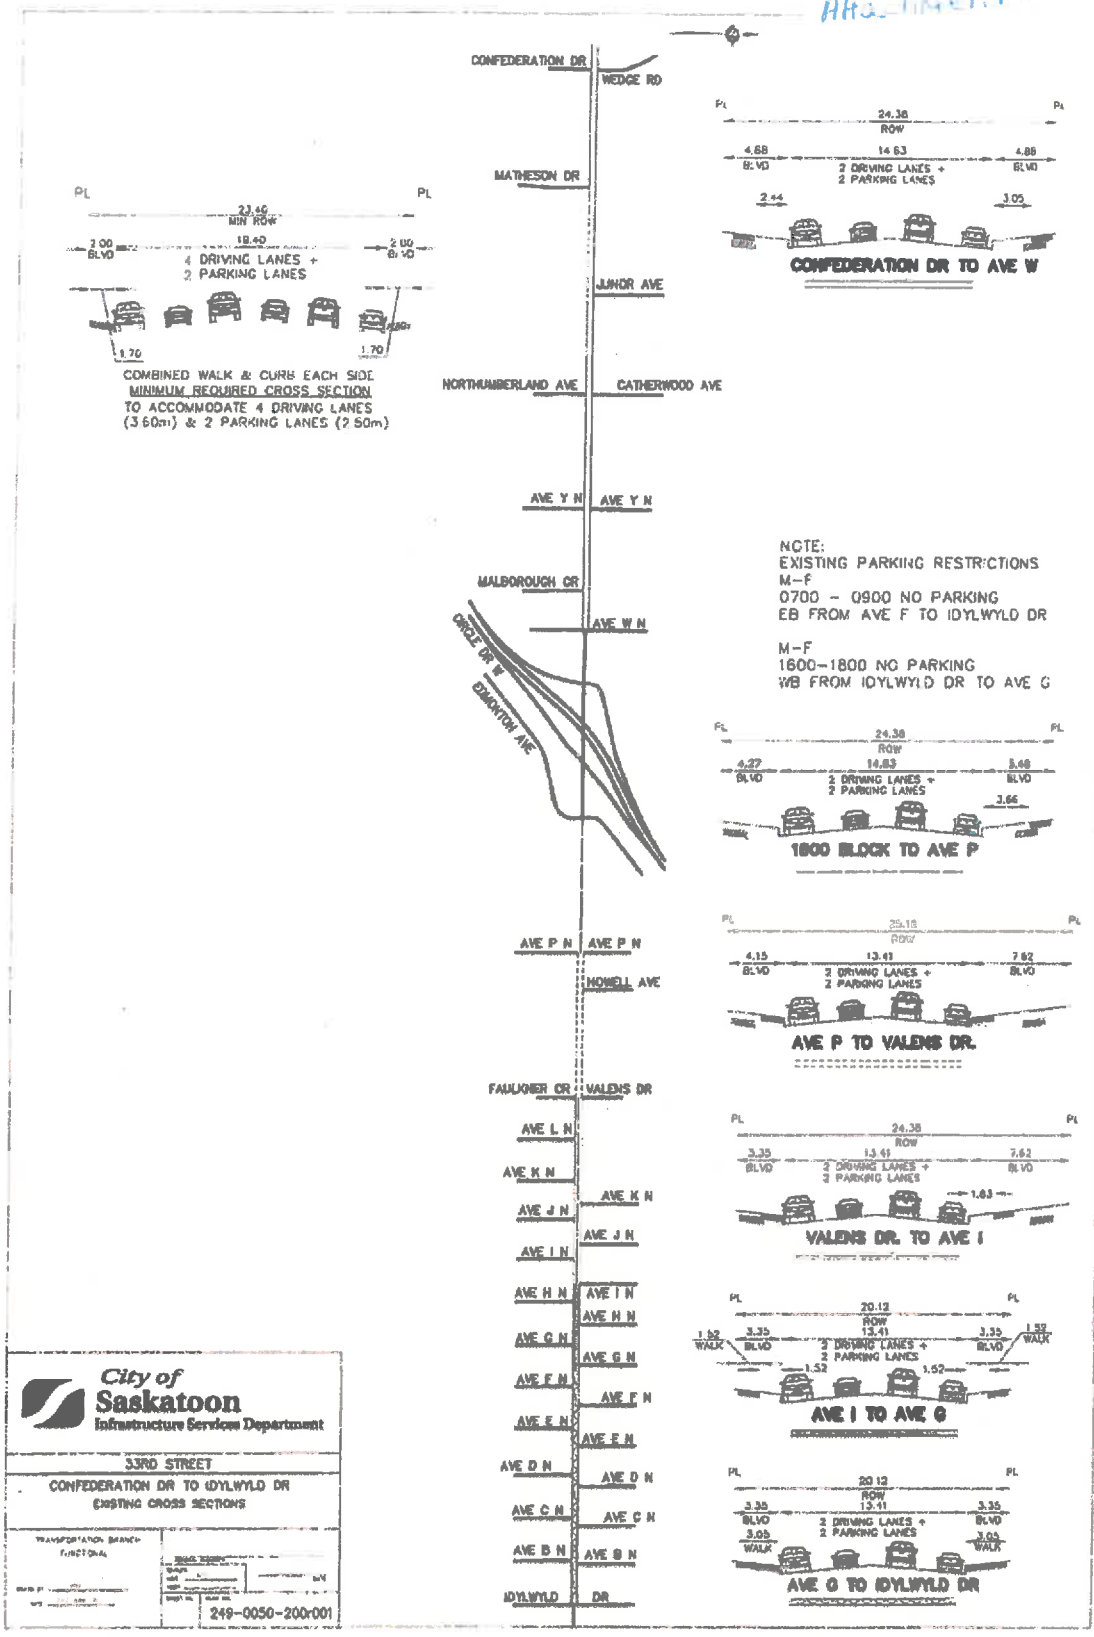 CONFEDERATION DR
WEDGE RD
MATHESON DR
JUNOR AVE
NORTHUMBERLAND AVE
CATHERWOOD AVE
AVE Y N
AVE Y N
MALBOROUGH CR
AVE W N
CIRCLE DR W
EDMONTON AVE
AVE P N
AVE P N
HOWELL AVE
FAULKNER CR
VALENS DR
AVE L N
AVE K N
AVE K N
AVE J N
AVE J N
AVE I N
AVE I N
AVE H N
AVE H N
AVE G N
AVE G N
AVE F N
AVE F N
AVE E N
AVE E N
AVE D N
AVE D N
AVE C N
AVE C N
AVE B N
AVE B N
IDYLWYLD DR
PL PL
23.40
MIN ROW
2.00 18.40 2.00
BLVD BLVD
4 DRIVING LANES +
2 PARKING LANES
1.70 1.70
COMBINED WALK & CURB EACH SIDE
MINIMUM REQUIRED CROSS SECTION
TO ACCOMMODATE 4 DRIVING LANES
(3.60m) & 2 PARKING LANES (2.50m)
PL PL
24.38
ROW
4.88 14.63 4.88
BLVD BLVD
2 DRIVING LANES +
2 PARKING LANES
2.44 3.05
CONFEDERATION DR TO AVE W
NOTE:
EXISTING PARKING RESTRICTIONS
M-F
0700 - 0900 NO PARKING
EB FROM AVE F TO IDYLWYLD DR
M-F
1600-1800 NO PARKING
WB FROM IDYLWYLD DR TO AVE G
PL PL
24.38
ROW
4.27 14.63 5.48
BLVD BLVD
2 DRIVING LANES +
2 PARKING LANES
3.66
1800 BLOCK TO AVE P
PL PL
25.18
ROW
4.15 13.41 7.62
BLVD BLVD
2 DRIVING LANES +
2 PARKING LANES
AVE P TO VALENS DR.
PL PL
24.38
ROW
3.35 13.41 7.62
BLVD BLVD
2 DRIVING LANES +
2 PARKING LANES
1.83
VALENS DR. TO AVE I
PL PL
20.12
ROW
1.52 3.35 13.41 3.35 1.52
WALK BLVD BLVD WALK
2 DRIVING LANES +
2 PARKING LANES
1.52 1.52
AVE I TO AVE G
PL PL
20.12
ROW
3.35 13.41 3.35
BLVD BLVD
2 DRIVING LANES +
2 PARKING LANES
3.05 3.05
WALK WALK
AVE G TO IDYLWYLD DR
City of
Saskatoon
Infrastructure Services Department
33RD STREET
CONFEDERATION DR TO IDYLWYLD DR
EXISTING CROSS SECTIONS
TRANSPORTATION BRANCH
FUNCTIONAL
249-0050-200r001